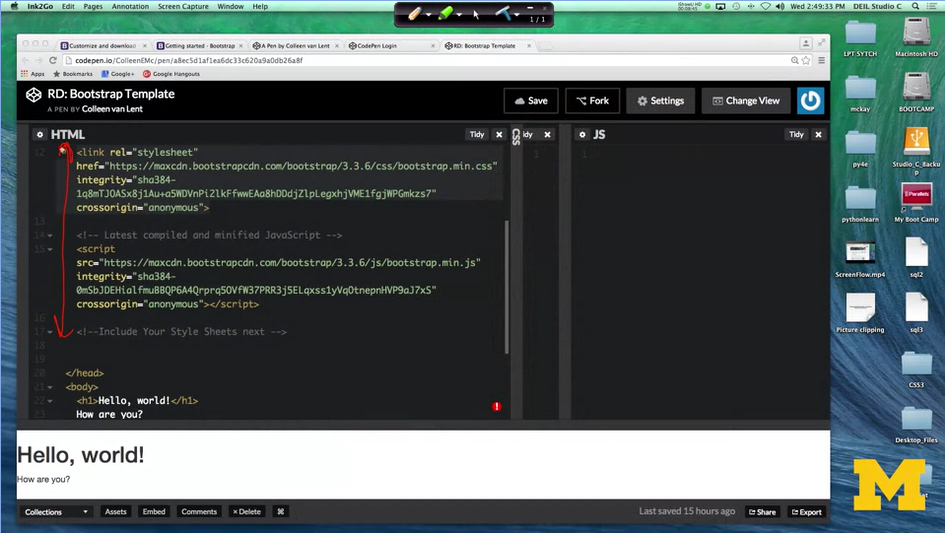 Ink2Go Edit Pages Annotation Screen Capture Window Help
Wed 2:49:33 PM DEIL Studio C
1 / 1
Customize and download
Getting started · Bootstrap
A Pen by Colleen van Lent
CodePen Login
RD: Bootstrap Template
codepen.io/ColleenEMc/pen/a8ec5d1af1ea6dc33c620a9a0db26a8f
Apps Bookmarks Google+ Google Hangouts
RD: Bootstrap Template
A PEN BY Colleen van Lent
Save Fork Settings Change View
HTML Tidy
CSS
JS Tidy
12 <link rel="stylesheet"
href="https://maxcdn.bootstrapcdn.com/bootstrap/3.3.6/css/bootstrap.min.css"
integrity="sha384-
crossorigin="anonymous">
13
14 <!-- Latest compiled and minified JavaScript -->
15 <script
src="https://maxcdn.bootstrapcdn.com/bootstrap/3.3.6/js/bootstrap.min.js"
integrity="sha384-
crossorigin="anonymous"></script>
16
17 <!--Include Your Style Sheets next -->
18
19
20 </head>
21 <body>
22 <h1>Hello, world!</h1>
23 How are you?
1
1
Hello, world!
How are you?
Collections Assets Embed Comments × Delete ⌘ Last saved 15 hours ago Share Export
LPT-SYTCH
Macintosh HD
mckay
BOOTCAMP
py4e
Studio_C_Backup
pythonlearn
My Boot Camp
ScreenFlow.mp4
sql2
Picture clipping
sql3
CSS3
Desktop_Files
M